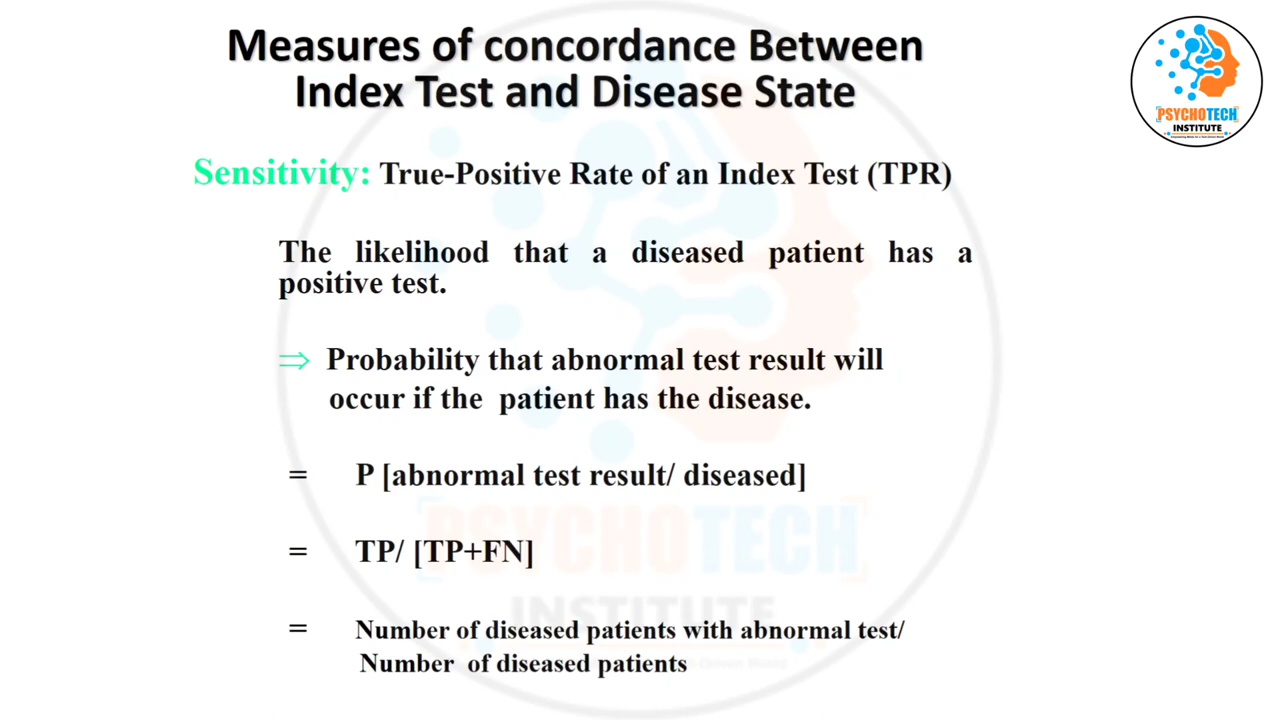 Measures of concordance Between
Index Test and Disease State
PSYCHOTECH
INSTITUTE
Sensitivity: True-Positive Rate of an Index Test (TPR)
The likelihood that a diseased patient has a
positive test.
⇒ Probability that abnormal test result will
occur if the patient has the disease.
= P [abnormal test result/ diseased]
= TP/ [TP+FN]
= Number of diseased patients with abnormal test/
Number of diseased patients
PSYCHOTECH
INSTITUTE